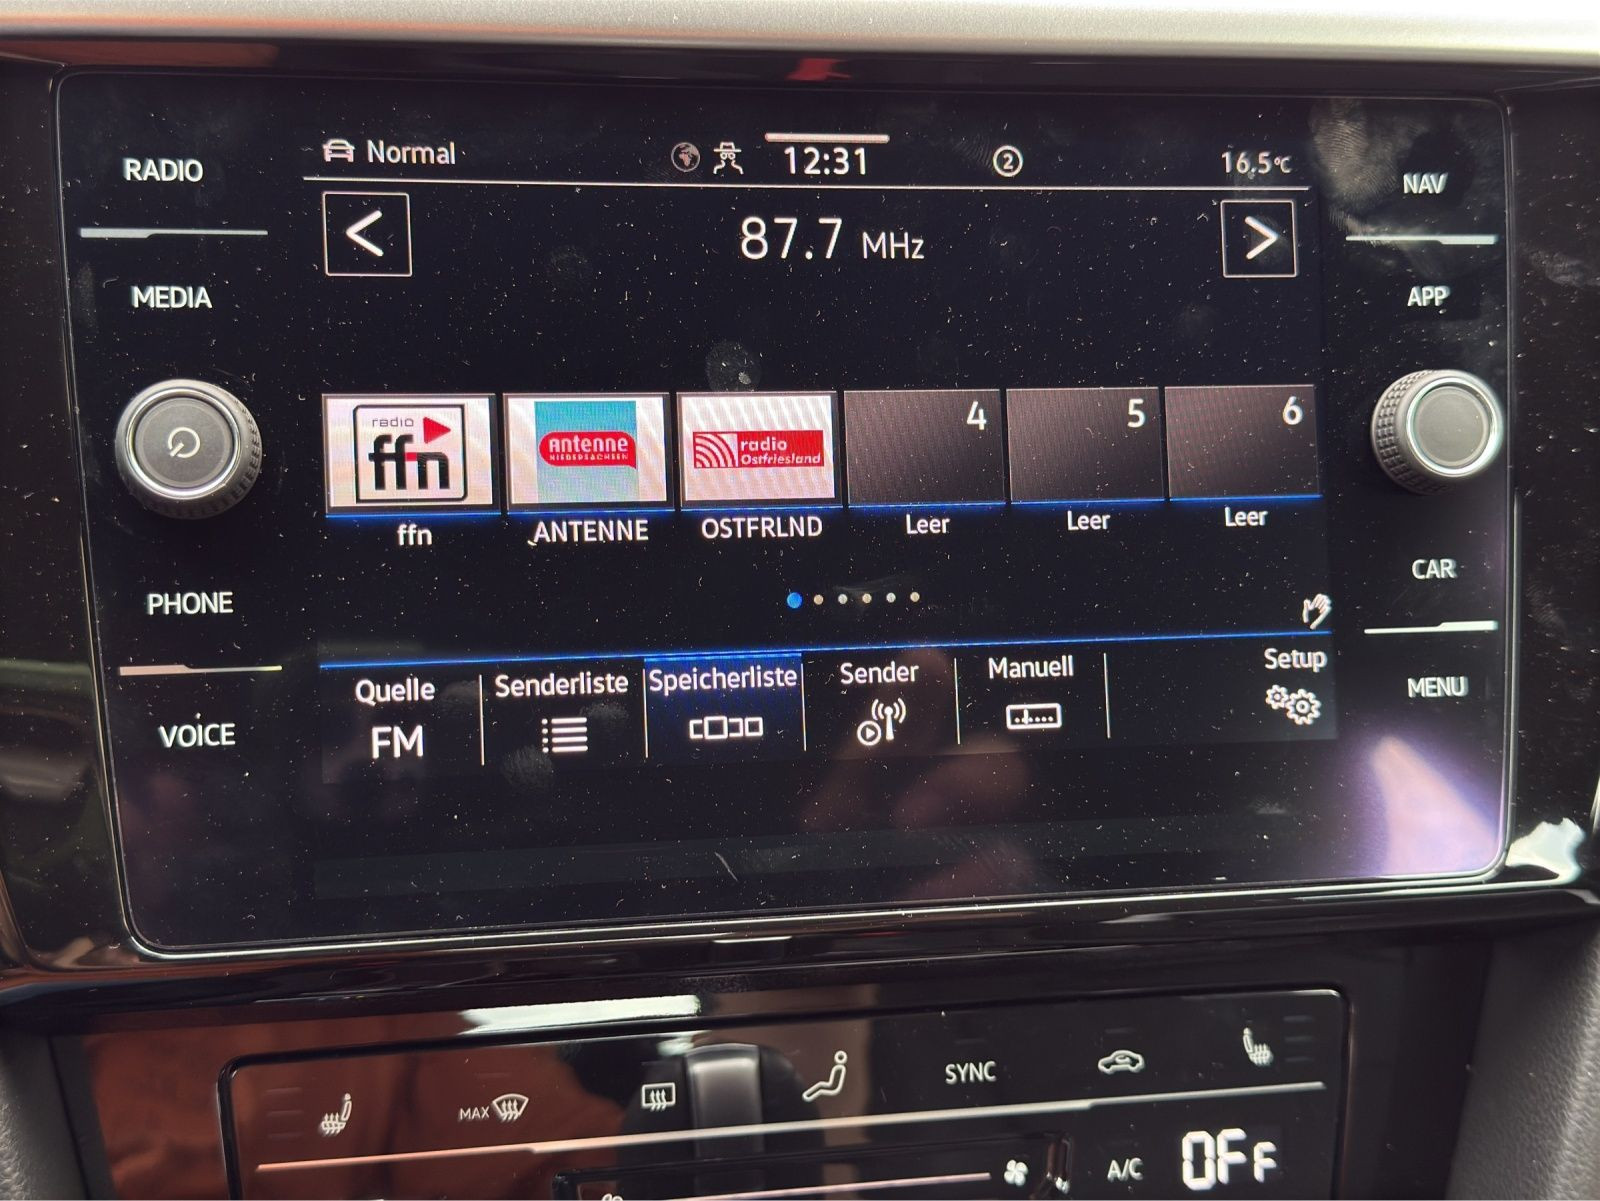 RADIO
Normal
12:31
2
16.5°C
NAV
87.7 MHz
MEDIA
APP
radio
ffn
Antenne
NIEDERSACHSEN
radio
Ostfriesland
4
5
6
ffn
ANTENNE
OSTFRLND
Leer
Leer
Leer
CAR
PHONE
Quelle
FM
Senderliste
Speicherliste
Sender
Manuell
Setup
MENU
VOICE
MAX
SYNC
A/C
OFF